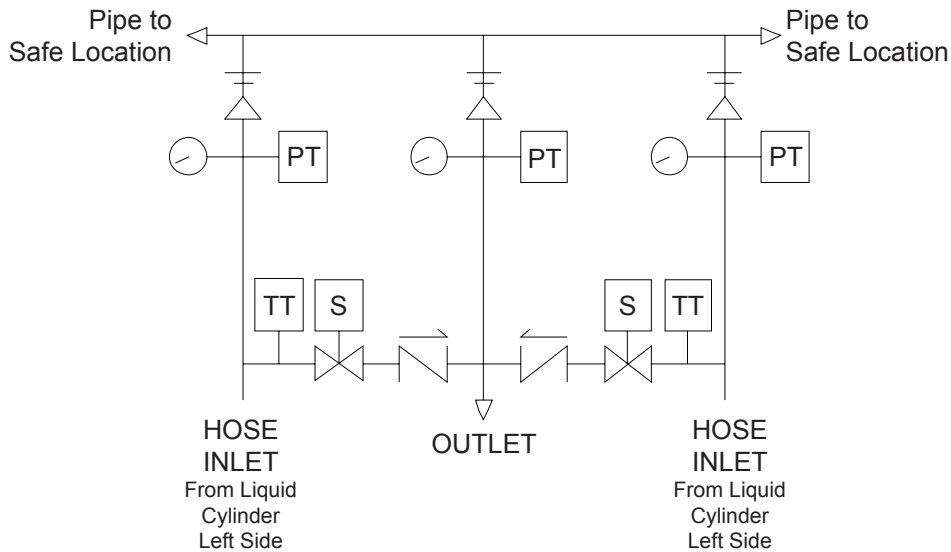 Pipe to
Safe Location
Pipe to
Safe Location
PT
PT
PT
TT
S
S
TT
HOSE
INLET
From Liquid
Cylinder
Left Side
OUTLET
HOSE
INLET
From Liquid
Cylinder
Left Side